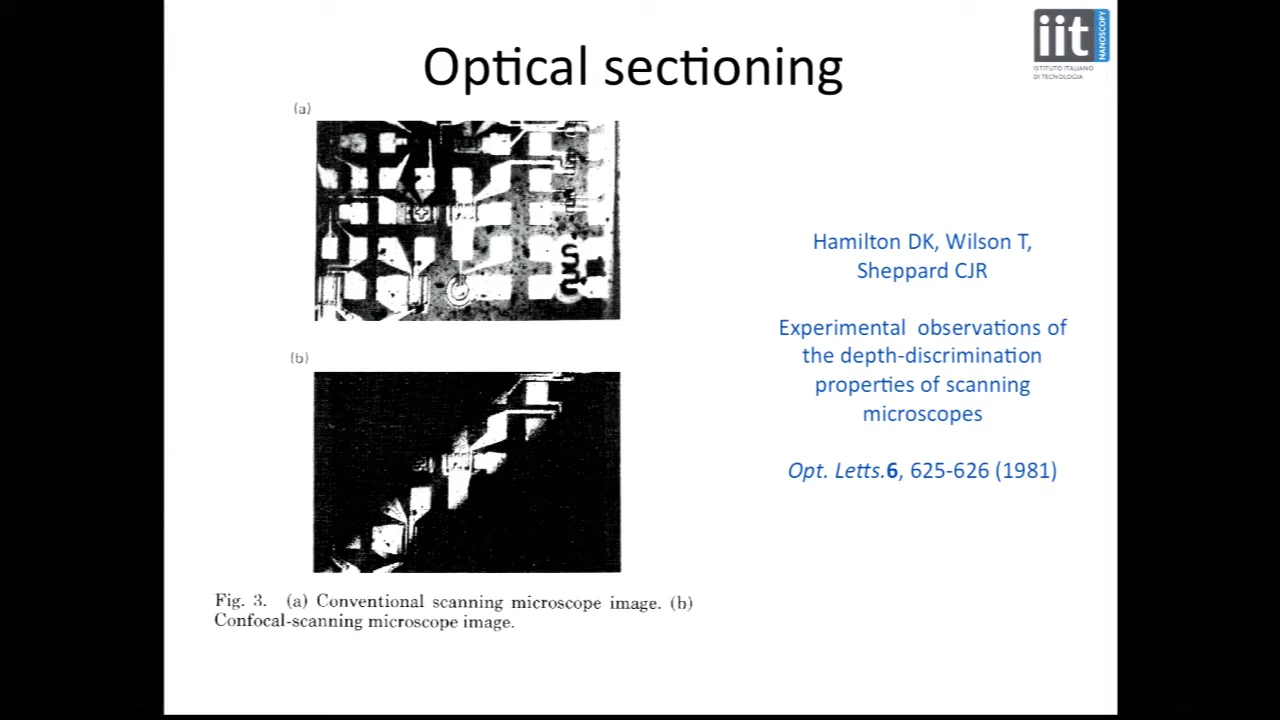 Optical sectioning
iit
NANOSCOPY
ISTITUTO ITALIANO
DI TECNOLOGIA
(a)
(b)
Fig. 3. (a) Conventional scanning microscope image. (b)
Confocal-scanning microscope image.
Hamilton DK, Wilson T,
Sheppard CJR
Experimental observations of
the depth-discrimination
properties of scanning
microscopes
Opt. Letts.6, 625-626 (1981)